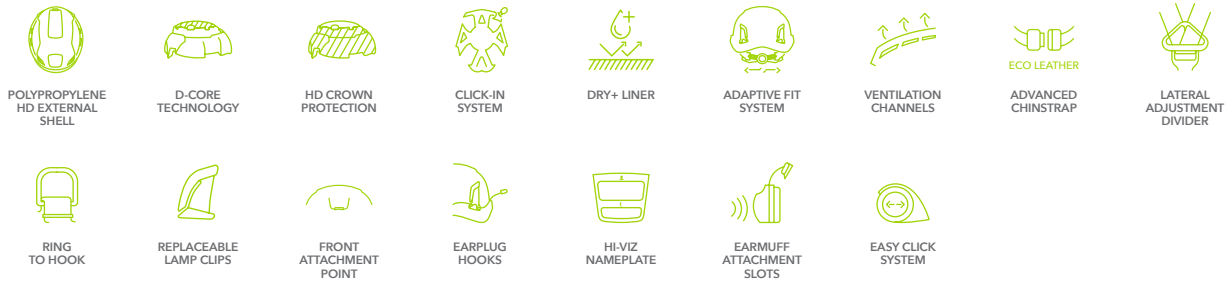 ECO LEATHER
POLYPROPYLENE
HD EXTERNAL
SHELL
D-CORE
TECHNOLOGY
HD CROWN
PROTECTION
CLICK-IN
SYSTEM
DRY+ LINER
ADAPTIVE FIT
SYSTEM
VENTILATION
CHANNELS
ADVANCED
CHINSTRAP
LATERAL
ADJUSTMENT
DIVIDER
RING
TO HOOK
REPLACEABLE
LAMP CLIPS
FRONT
ATTACHMENT
POINT
EARPLUG
HOOKS
HI-VIZ
NAMEPLATE
EARMUFF
ATTACHMENT
SLOTS
EASY CLICK
SYSTEM